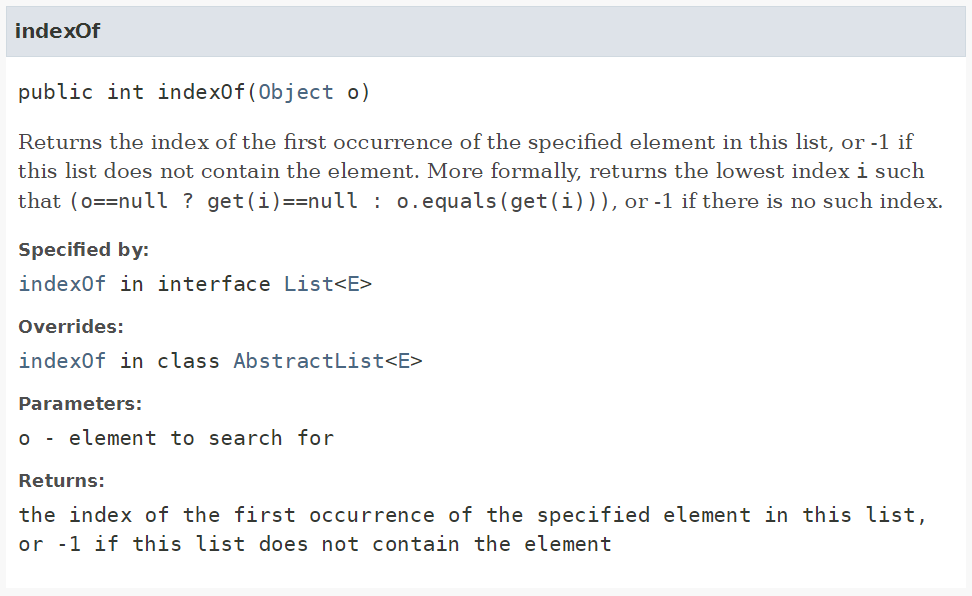 indexOf
public int indexOf(Object o)
Returns the index of the first occurrence of the specified element in this list, or -1 if
this list does not contain the element. More formally, returns the lowest index i such
that (o==null ? get(i)==null : o.equals(get(i))), or -1 if there is no such index.
Specified by:
indexOf in interface List<E>
Overrides:
indexOf in class AbstractList<E>
Parameters:
o - element to search for
Returns:
the index of the first occurrence of the specified element in this list,
or -1 if this list does not contain the element